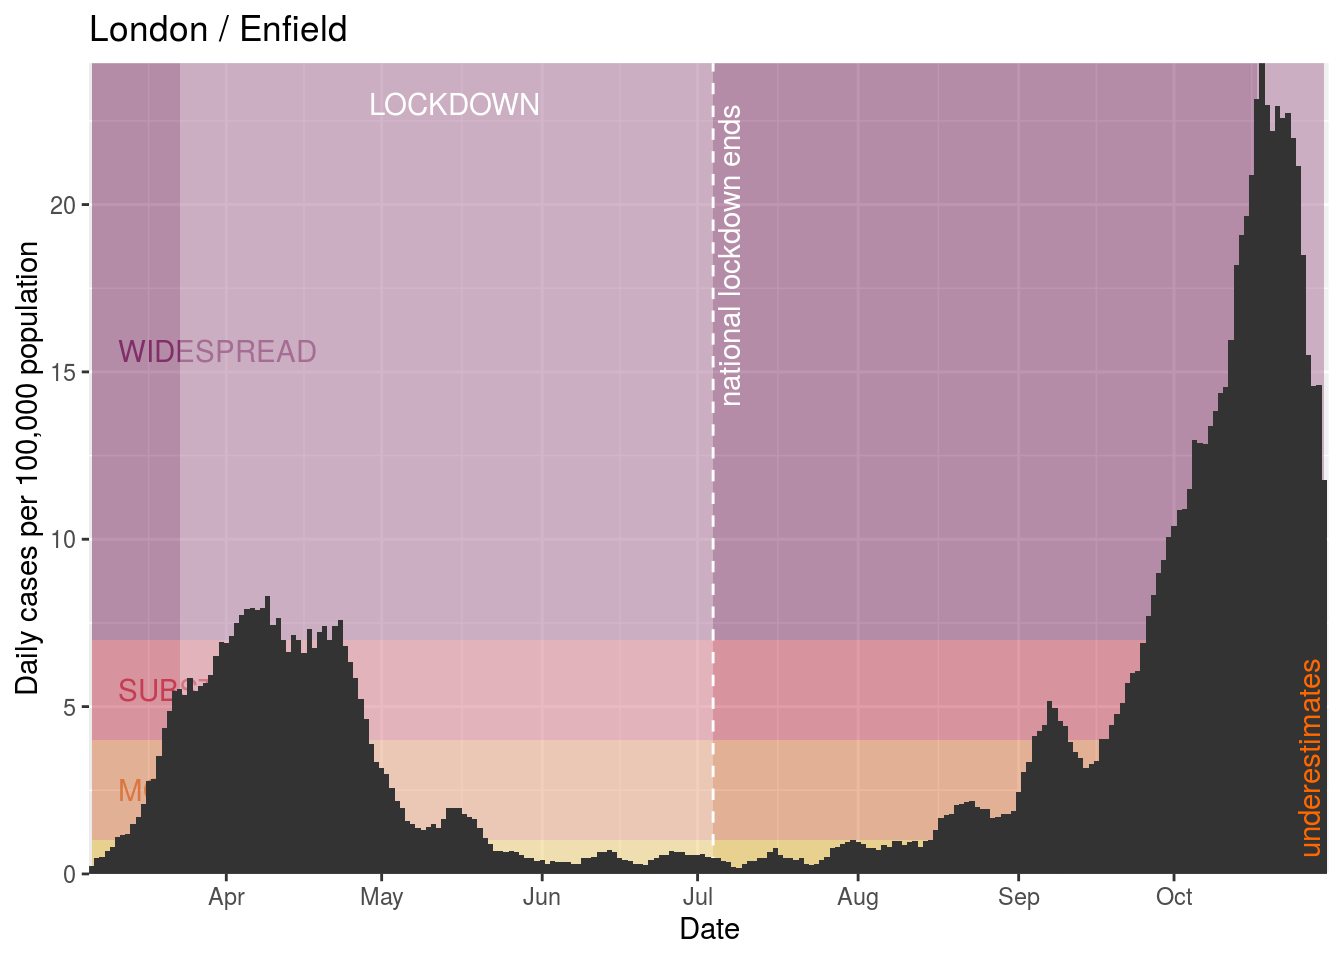 London / Enfield
LOCKDOWN
national lockdown ends
WIDESPREAD
underestimates
Daily cases per 100,000 population
20
15
10
5
0
Apr
May
Jun
Jul
Aug
Sep
Oct
Date